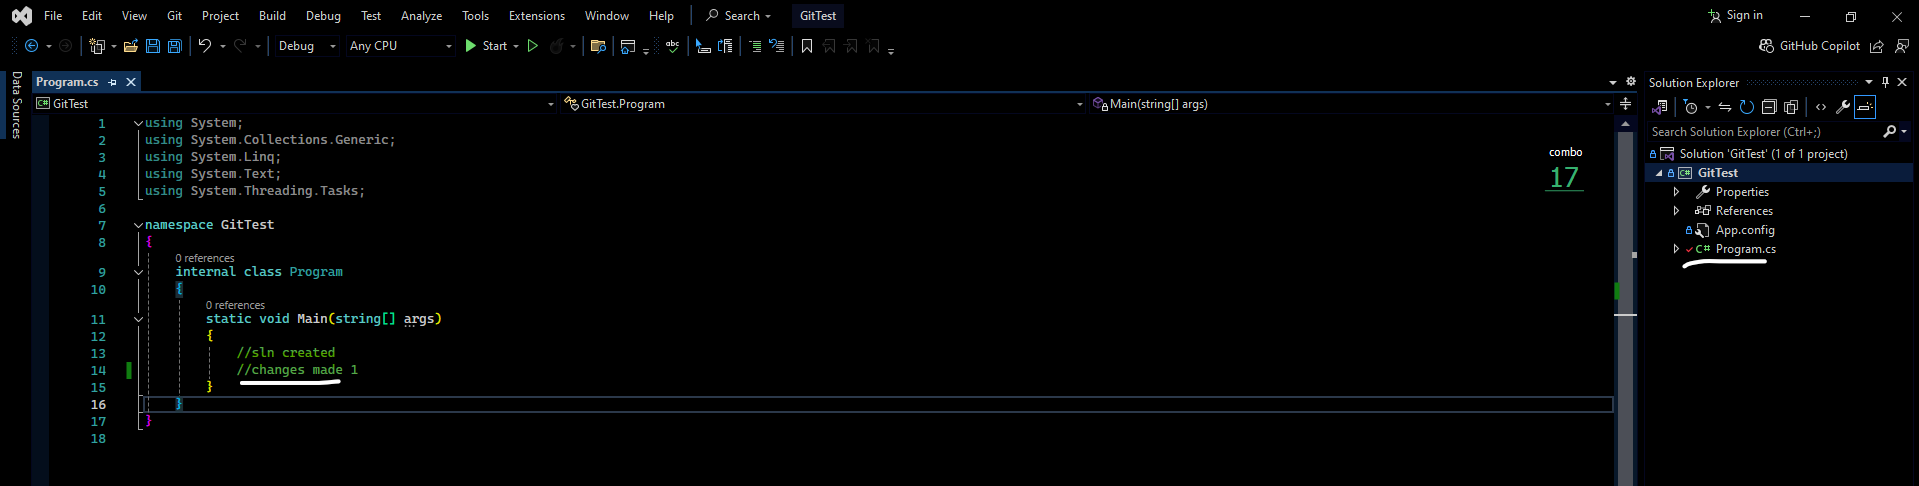 File Edit View Git Project Build Debug Test Analyze Tools Extensions Window Help Search GitTest Sign in
Debug Any CPU Start abc GitHub Copilot
Data Sources
Program.cs
C# GitTest GitTest.Program Main(string[] args)
1 using System;
2 using System.Collections.Generic;
3 using System.Linq;
4 using System.Text;
5 using System.Threading.Tasks;
6
7 namespace GitTest
8 {
0 references
9 internal class Program
10 {
0 references
11 static void Main(string[] args)
12 {
13 //sln created
14 //changes made 1
15 }
16 }
17 }
18
combo
17
Solution Explorer
Search Solution Explorer (Ctrl+;)
Solution 'GitTest' (1 of 1 project)
C# GitTest
Properties
References
App.config
C# Program.cs